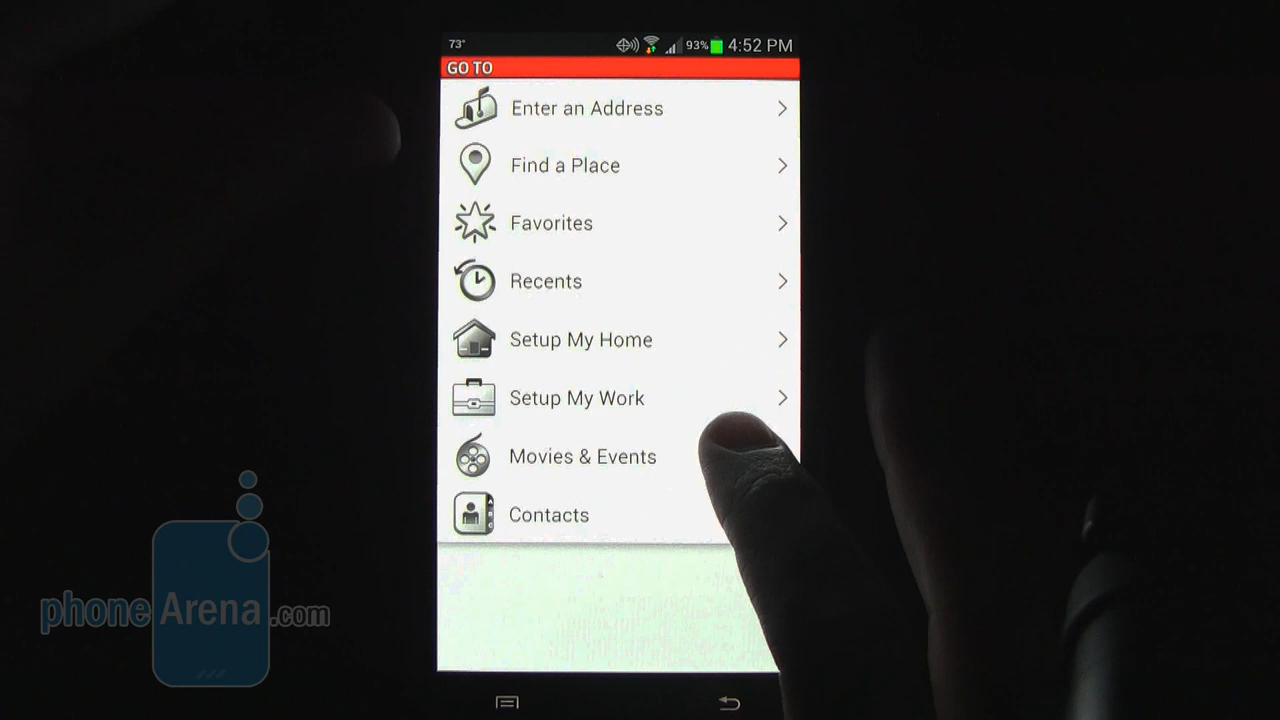 73°
93% 4:52 PM
GO TO
Enter an Address
Find a Place
Favorites
Recents
Setup My Home
Setup My Work
Movies & Events
Contacts
A
B
C
phoneArena.com